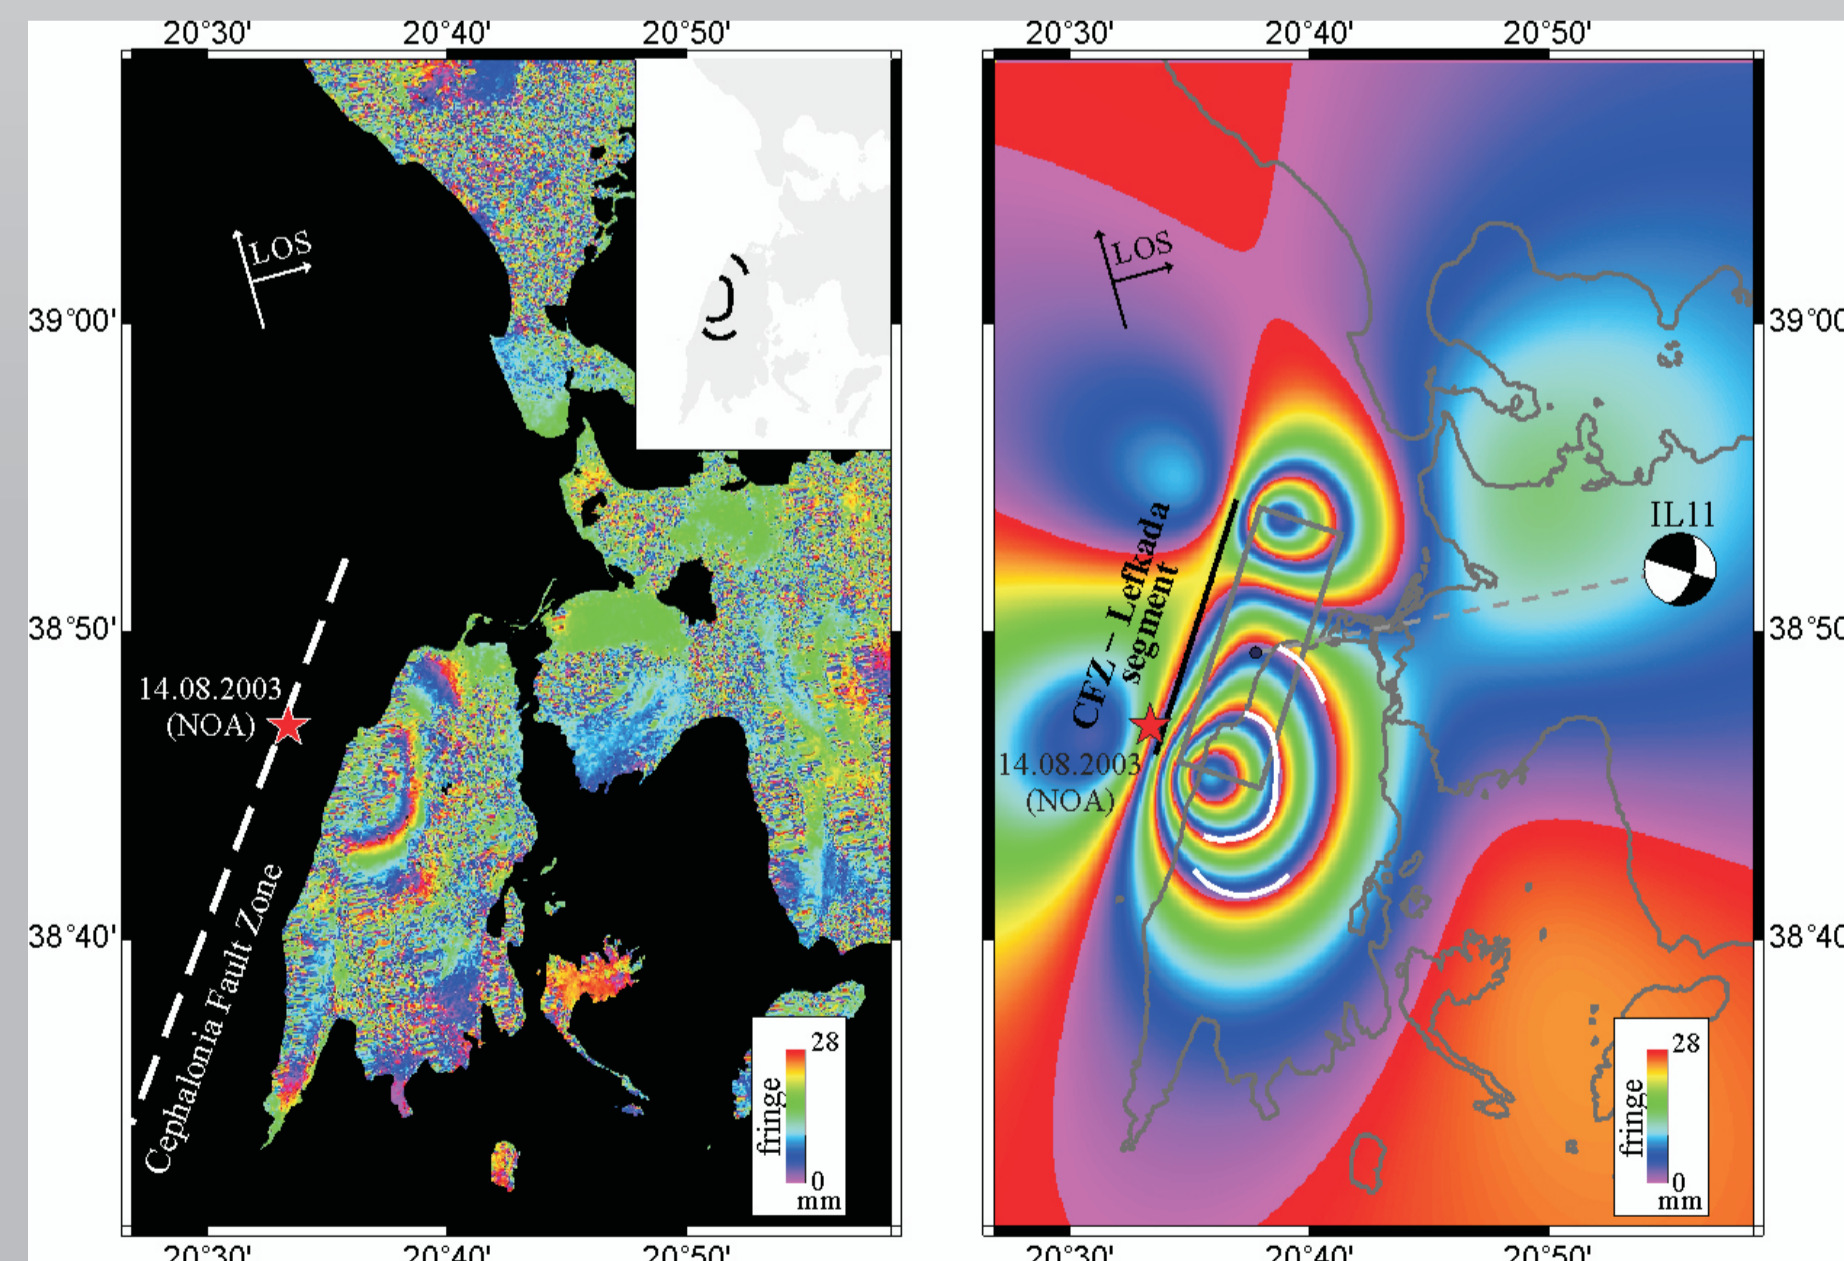 20°30' 20°40' 20°50'
LOS
39°00'
38°50'
38°40'
14.08.2003
(NOA)
Cephalonia Fault Zone
fringe
28
0
mm
20°30' 20°40' 20°50'
20°30' 20°40' 20°50'
LOS
39°00
38°50
38°40
IL11
CFZ – Lefkada
segment
14.08.2003
(NOA)
fringe
28
0
mm
20°30' 20°40' 20°50'